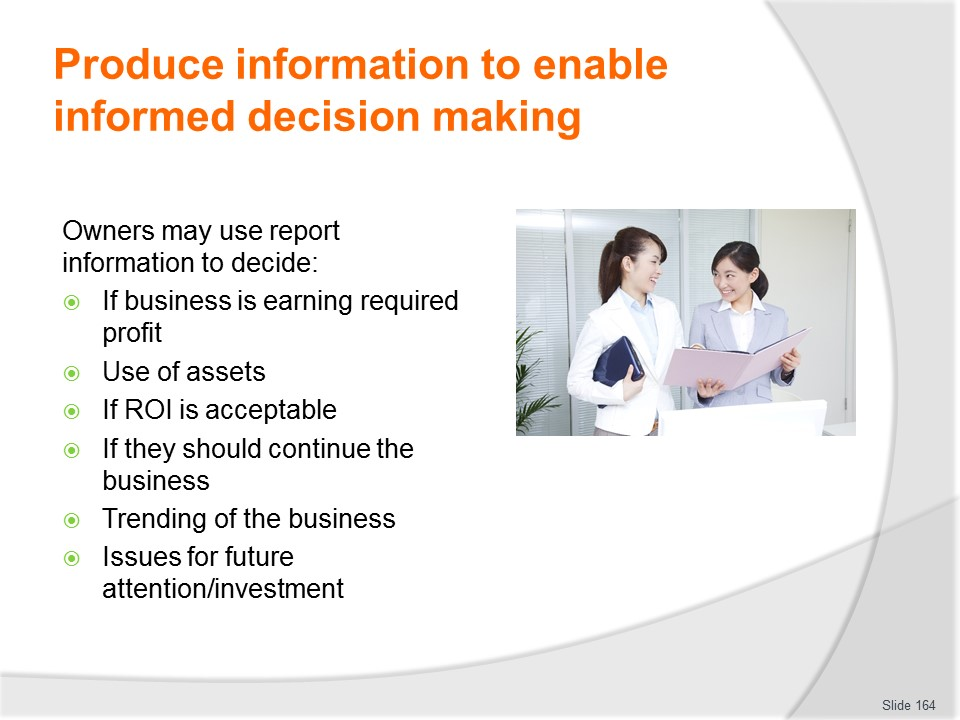 Produce information to enable
informed decision making
Owners may use report
information to decide:
If business is earning required
profit
Use of assets
If ROI is acceptable
If they should continue the
business
Trending of the business
Issues for future
attention/investment
Slide 164